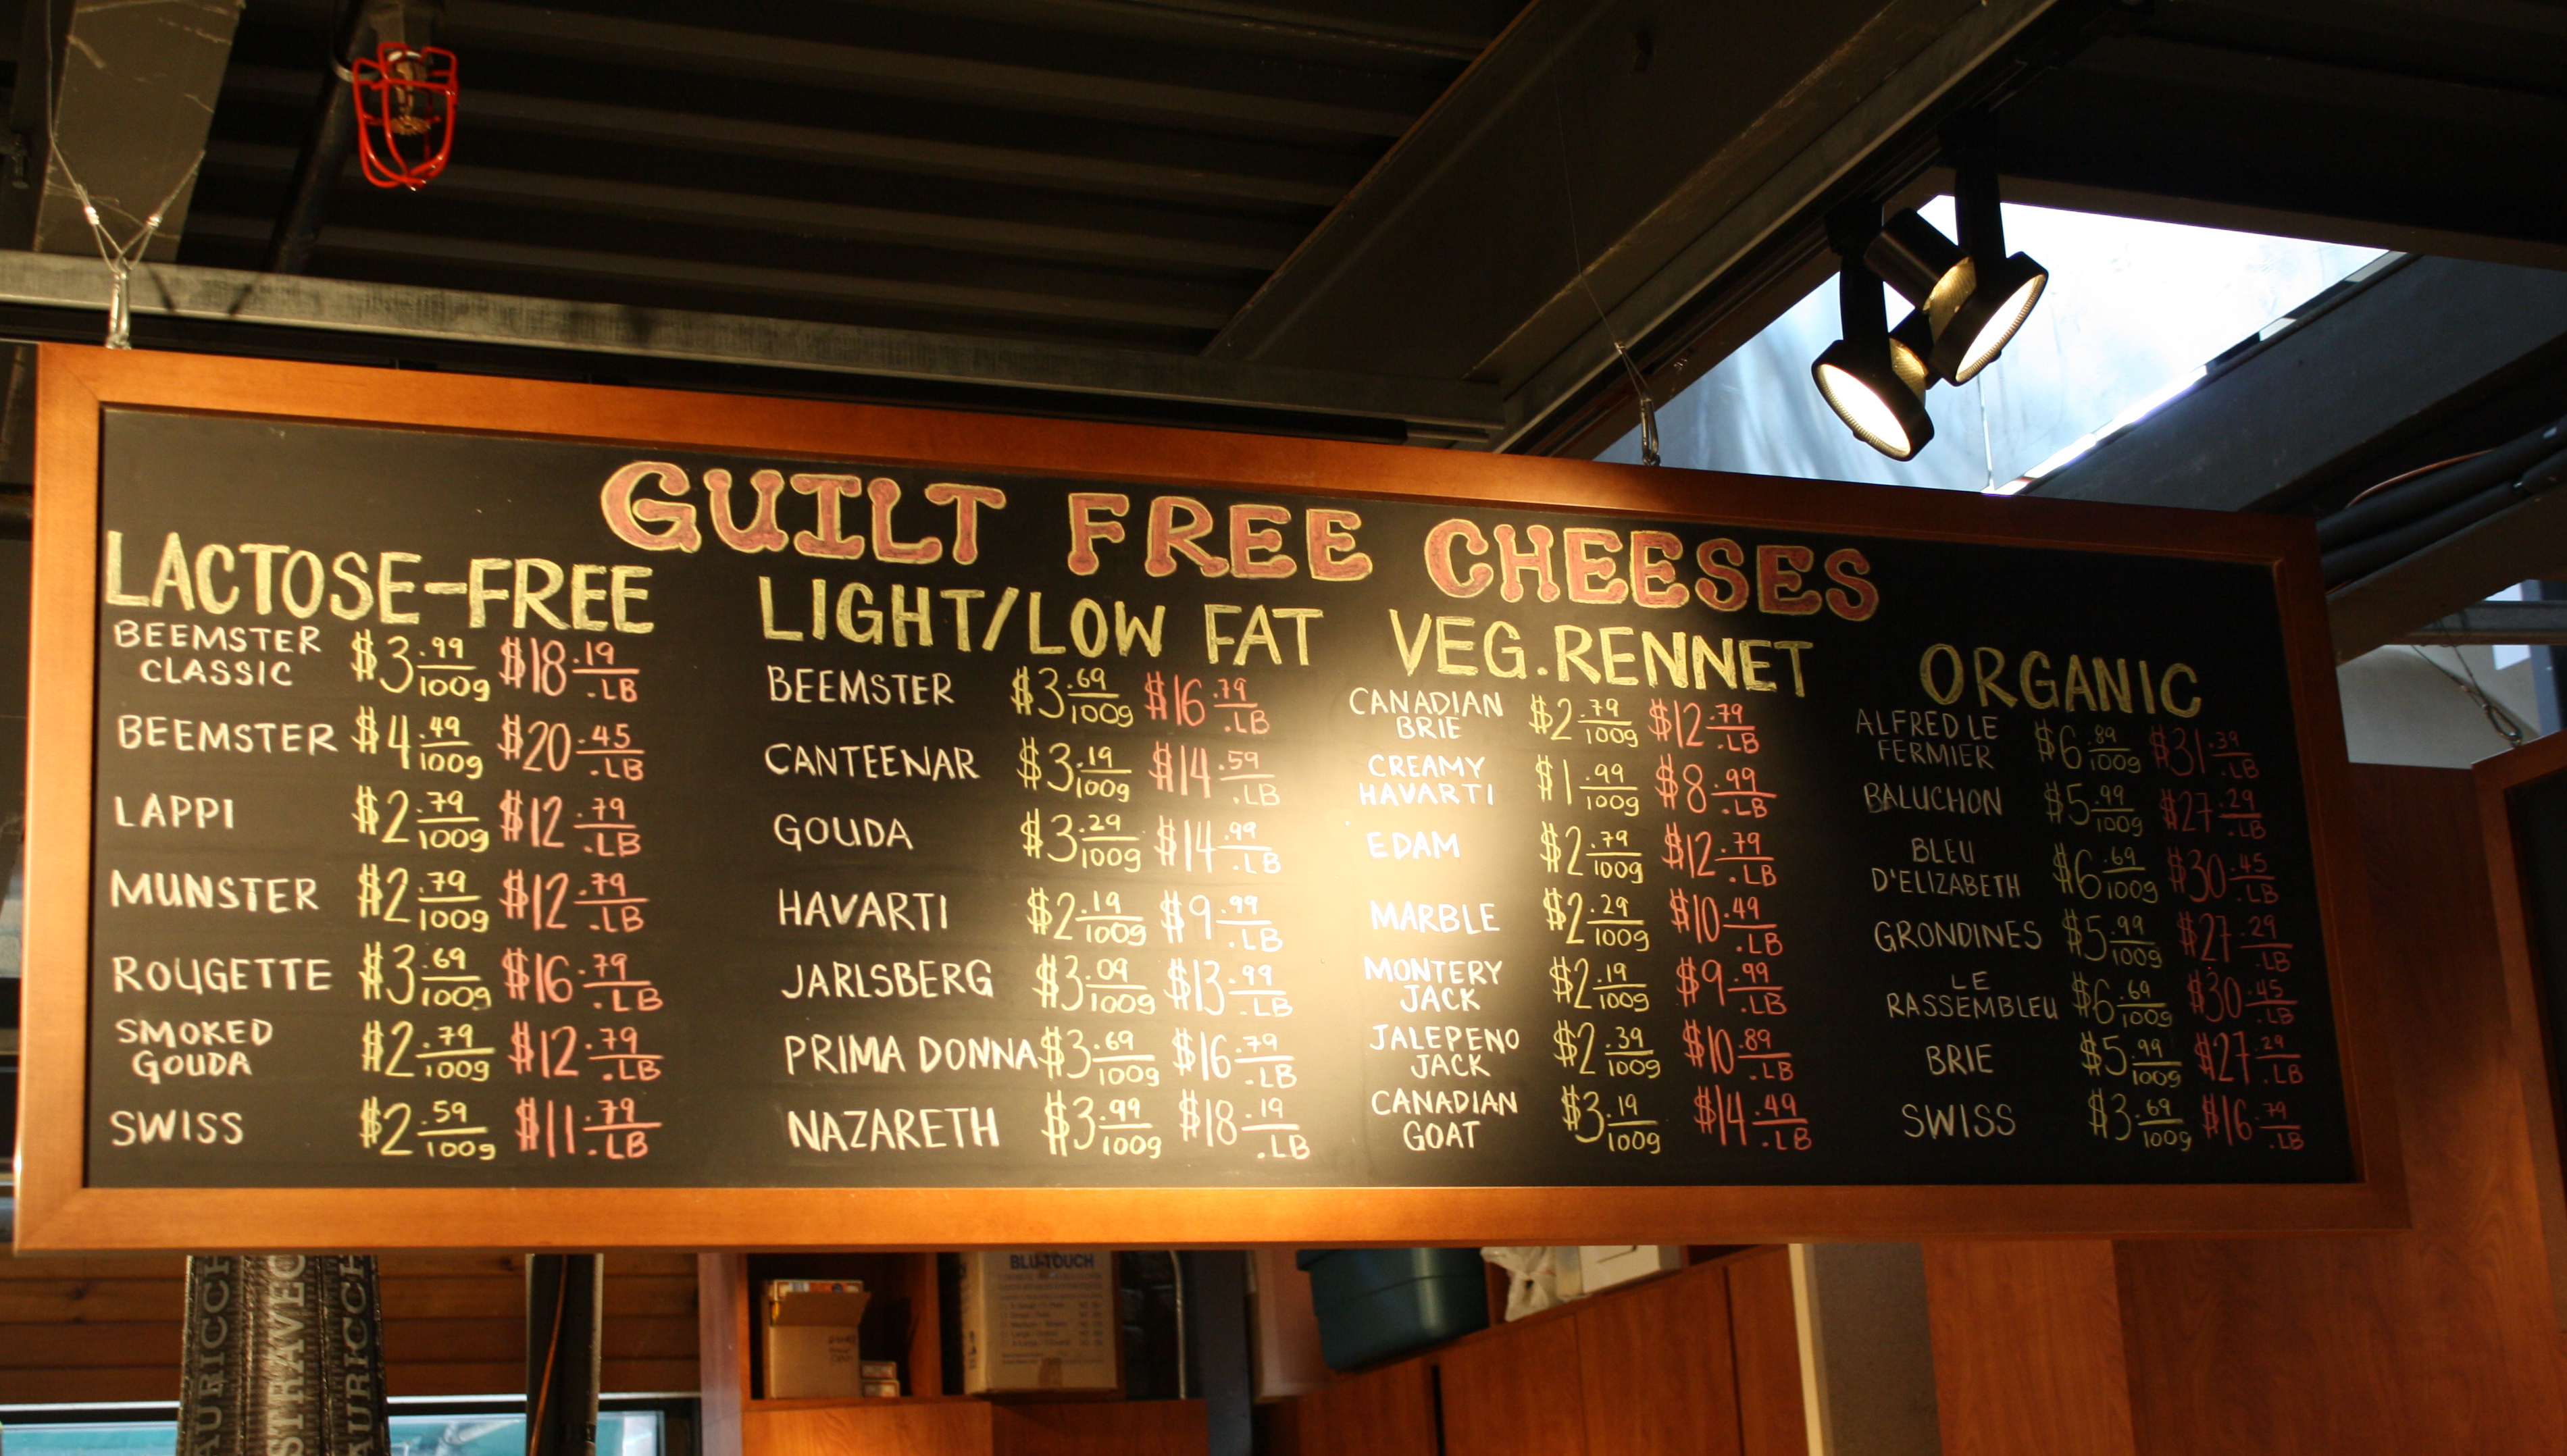 GUILT FREE CHEESES
LACTOSE-FREE
BEEMSTER CLASSIC $3.99/100g $18.19/.LB
BEEMSTER $4.49/100g $20.45/.LB
LAPPI $2.79/100g $12.79/.LB
MUNSTER $2.79/100g $12.79/.LB
ROUGETTE $3.69/100g $16.79/.LB
SMOKED GOUDA $2.79/100g $12.79/.LB
SWISS $2.59/100g $11.79/.LB
LIGHT/LOW FAT
BEEMSTER $3.69/100g $16.79/.LB
CANTEENAR $3.19/100g $14.59/.LB
GOUDA $3.29/100g $14.99/.LB
HAVARTI $2.19/100g $9.99/.LB
JARLSBERG $3.09/100g $13.99/.LB
PRIMA DONNA $3.69/100g $16.79/.LB
NAZARETH $3.99/100g $18.19/.LB
VEG.RENNET
CANADIAN BRIE $2.79/100g $12.79/.LB
CREAMY HAVARTI $1.99/100g $8.99/.LB
EDAM $2.79/100g $12.79/.LB
MARBLE $2.29/100g $10.49/.LB
MONTERY JACK $2.19/100g $9.99/.LB
JALEPENO JACK $2.39/100g $10.89/.LB
CANADIAN GOAT $3.19/100g $14.49/.LB
ORGANIC
ALFRED LE FERMIER $6.89/100g $31.39/.LB
BALUCHON $5.99/100g $27.29/.LB
BLEU D'ELIZABETH $6.69/100g $30.45/.LB
GRONDINES $5.99/100g $27.29/.LB
LE RASSEMBLEU $6.69/100g $30.45/.LB
BRIE $5.99/100g $27.29/.LB
SWISS $3.69/100g $16.79/.LB
AURICCH
STRAVEC
AURICCH
BLU-TOUCH